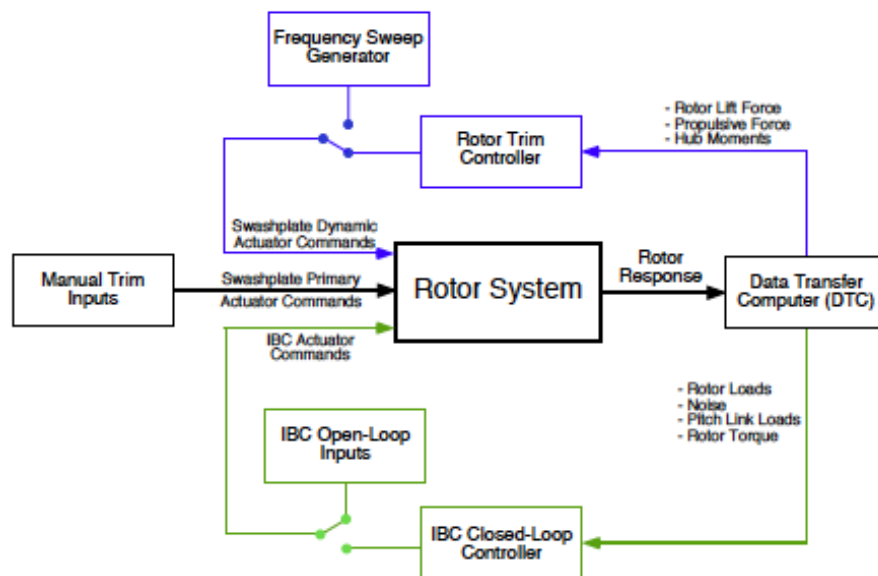 Frequency Sweep
Generator
- Rotor Lift Force
- Propulsive Force
- Hub Moments
Rotor Trim
Controller
Swashplate Dynamic
Actuator Commands
Manual Trim
Inputs
Swashplate Primary
Actuator Commands
Rotor System
Rotor
Response
Data Transfer
Computer (DTC)
IBC Actuator
Commands
- Rotor Loads
- Noise
- Pitch Link Loads
- Rotor Torque
IBC Open-Loop
Inputs
IBC Closed-Loop
Controller